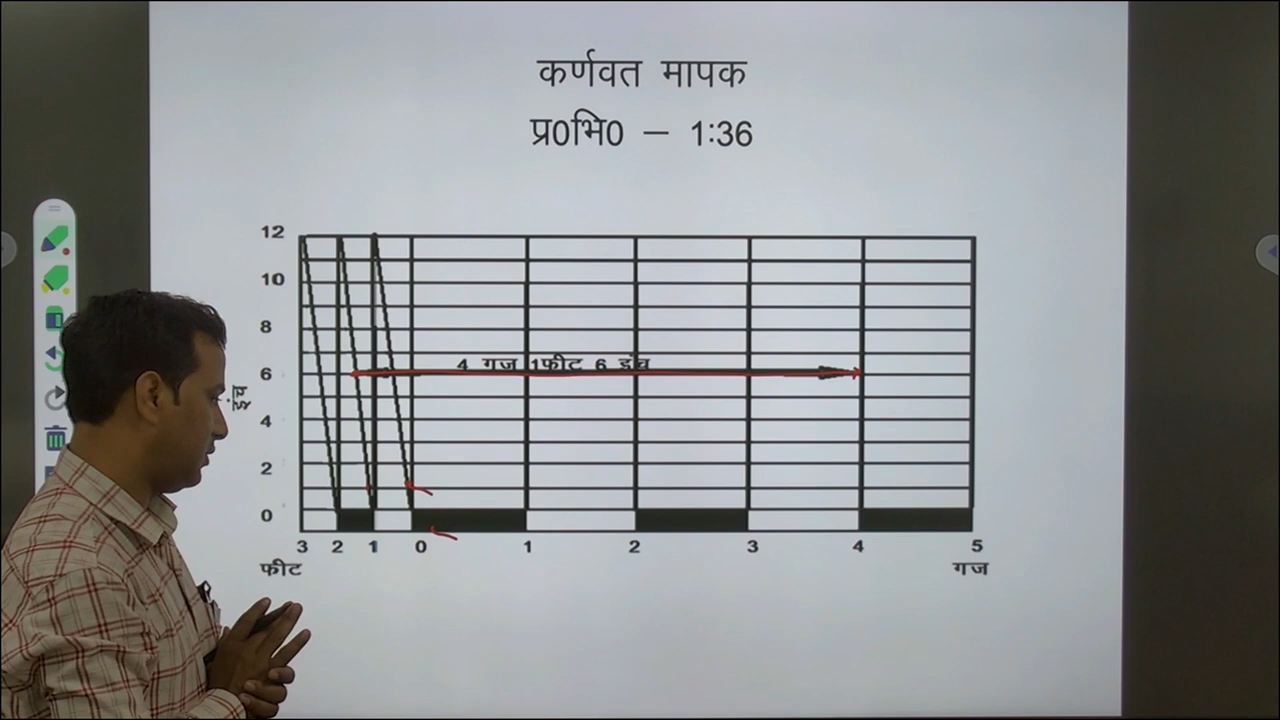 कर्णवत मापक
प्र0भि0 – 1:36
12
10
8
4 गज 1फीट 6 इंच
6
इंच
4
2
0
3 2 1 0 1 2 3 4 5
फीट गज